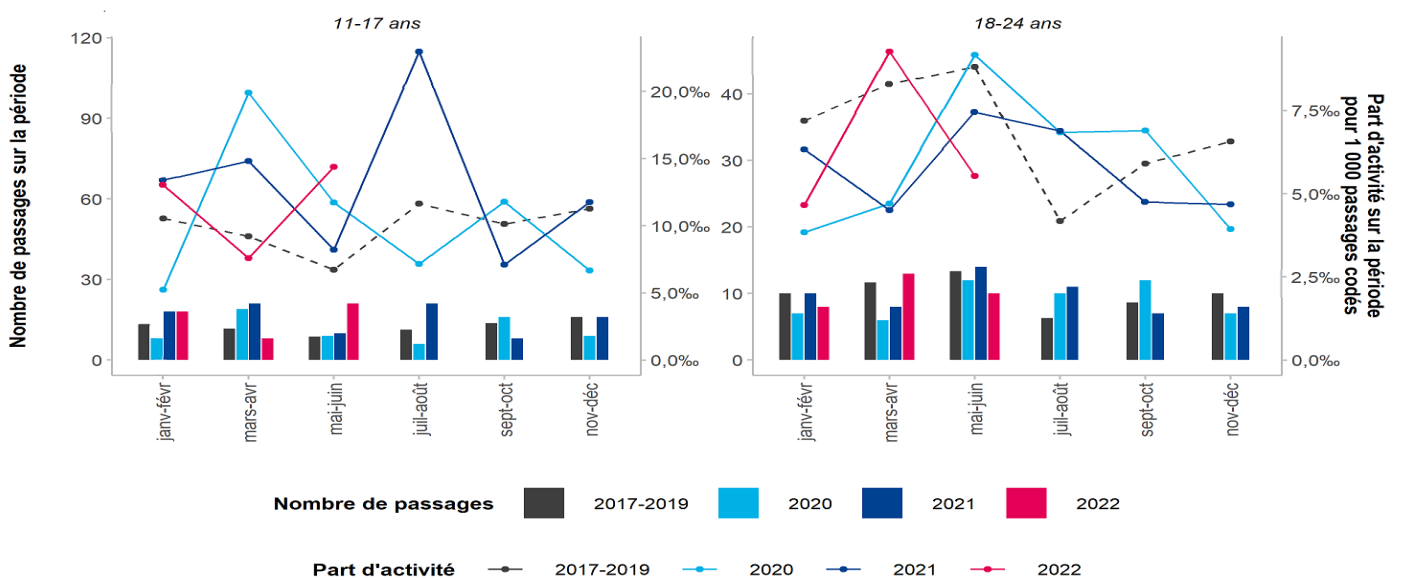 11-17 ans
18-24 ans
Nombre de passages sur la période
120
90
60
30
0
20,0‰
15,0‰
10,0‰
5,0‰
0,0‰
janv-févr
mars-avr
mai-juin
juil-août
sept-oct
nov-déc
40
30
20
10
0
7,5‰
5,0‰
2,5‰
0,0‰
janv-févr
mars-avr
mai-juin
juil-août
sept-oct
nov-déc
Part d'activité sur la période
pour 1 000 passages codés
Nombre de passages 2017-2019 2020 2021 2022
Part d'activité 2017-2019 2020 2021 2022